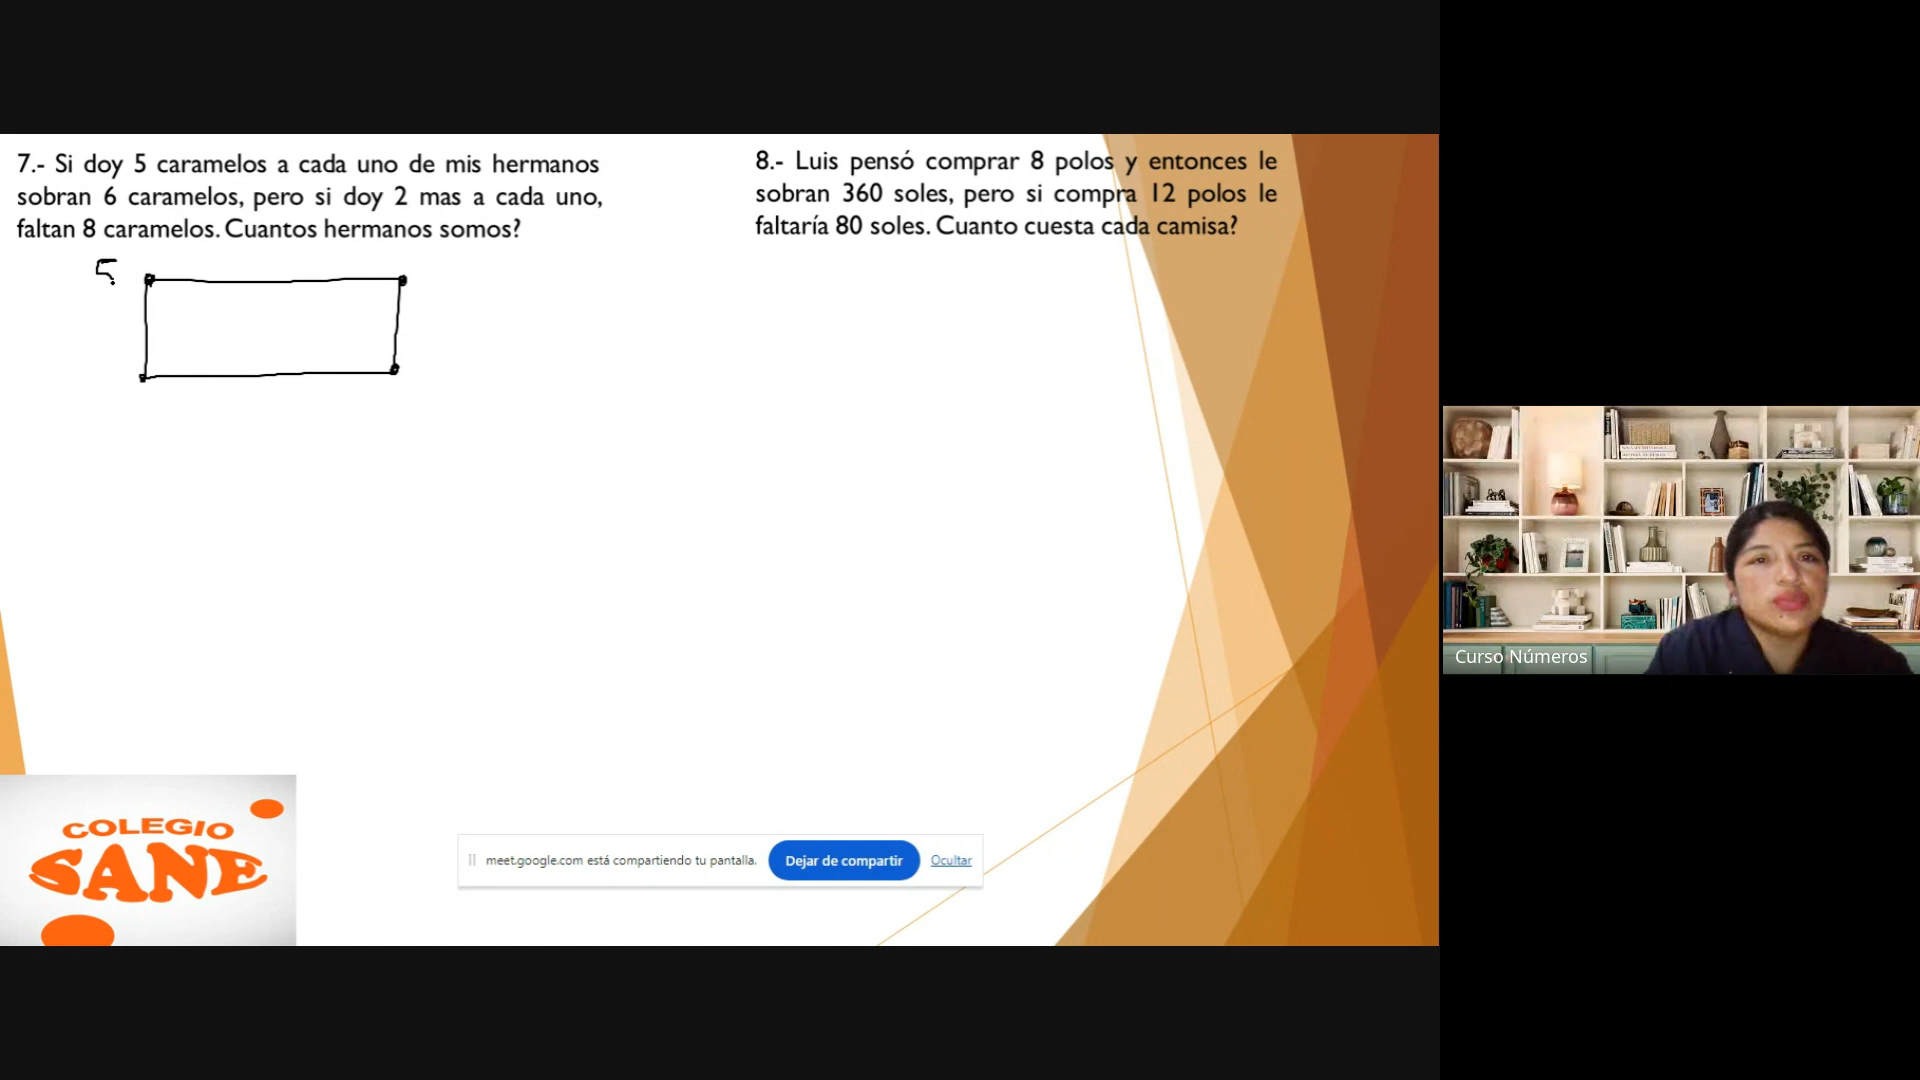 7.- Si doy 5 caramelos a cada uno de mis hermanos
sobran 6 caramelos, pero si doy 2 mas a cada uno,
faltan 8 caramelos. Cuantos hermanos somos?
5
8.- Luis pensó comprar 8 polos y entonces le
sobran 360 soles, pero si compra 12 polos le
faltaría 80 soles. Cuanto cuesta cada camisa?
Curso Números
COLEGIO
SANE
meet.google.com está compartiendo tu pantalla.
Dejar de compartir
Ocultar